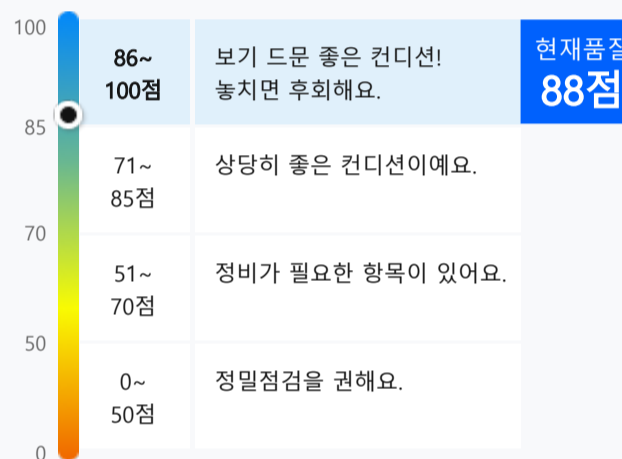 100
85
70
50
0
86~
100점
보기 드문 좋은 컨디션!
놓치면 후회해요.
현재품질
88점
71~
85점
상당히 좋은 컨디션이예요.
51~
70점
정비가 필요한 항목이 있어요.
0~
50점
정밀점검을 권해요.